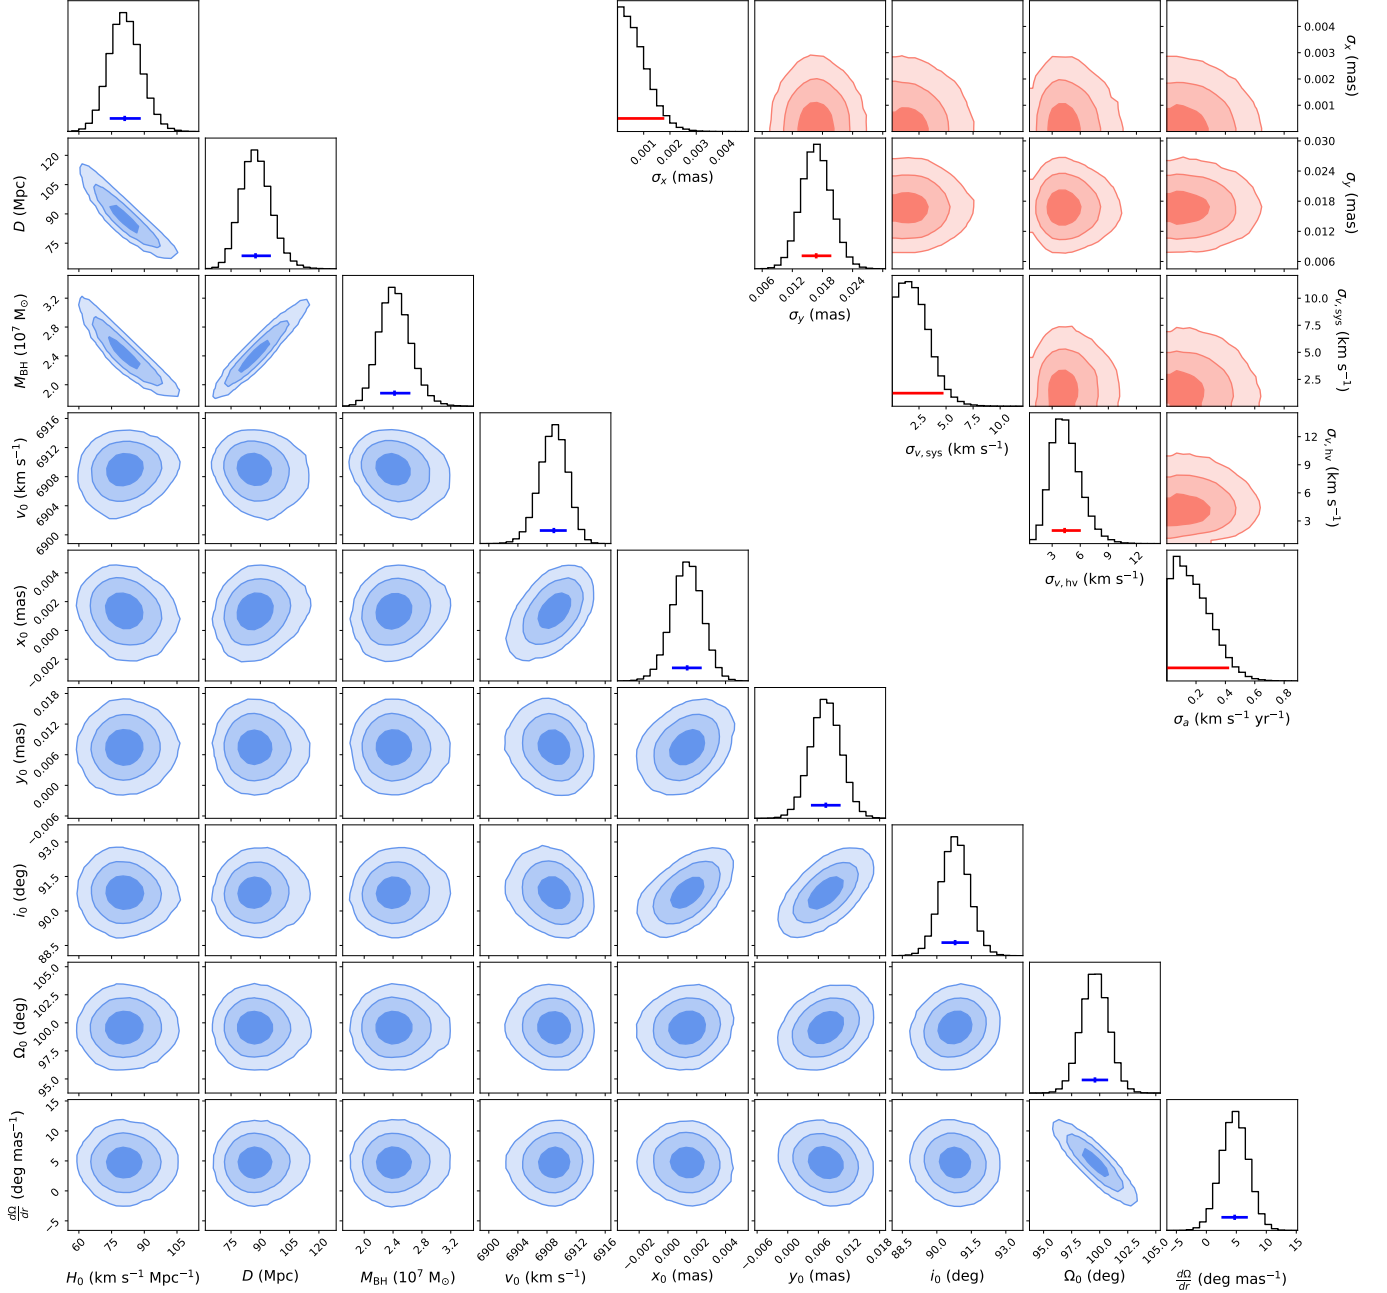 0.004
0.003
0.002
0.001
σx (mas)
0.001 0.002 0.003 0.004
σx (mas)
120
105
90
75
D (Mpc)
0.030
0.024
0.018
0.012
0.006
σy (mas)
0.006 0.012 0.018 0.024
σy (mas)
3.2
2.8
2.4
2.0
MBH (10⁷ M☉)
10.0
7.5
5.0
2.5
σv,sys (km s⁻¹)
2.5 5.0 7.5 10.0
σv,sys (km s⁻¹)
6916
6912
6908
6904
6900
v0 (km s⁻¹)
12
9
6
3
σv,hv (km s⁻¹)
3 6 9 12
σv,hv (km s⁻¹)
0.004
0.002
0.000
−0.002
x0 (mas)
0.2 0.4 0.6 0.8
σa (km s⁻¹ yr⁻¹)
0.018
0.012
0.006
0.000
−0.006
y0 (mas)
93.0
91.5
90.0
88.5
i0 (deg)
105.0
102.5
100.0
97.5
95.0
Ω0 (deg)
15
10
5
0
−5
dΩ/dr (deg mas⁻¹)
60 75 90 105
75 90 105 120
2.0 2.4 2.8 3.2
6900 6904 6908 6912 6916
−0.002 0.000 0.002 0.004
−0.006 0.000 0.006 0.012 0.018
88.5 90.0 91.5 93.0
95.0 97.5 100.0 102.5 105.0
−5 0 5 10 15
H0 (km s⁻¹ Mpc⁻¹) D (Mpc) MBH (10⁷ M☉) v0 (km s⁻¹) x0 (mas) y0 (mas) i0 (deg) Ω0 (deg) dΩ/dr (deg mas⁻¹)